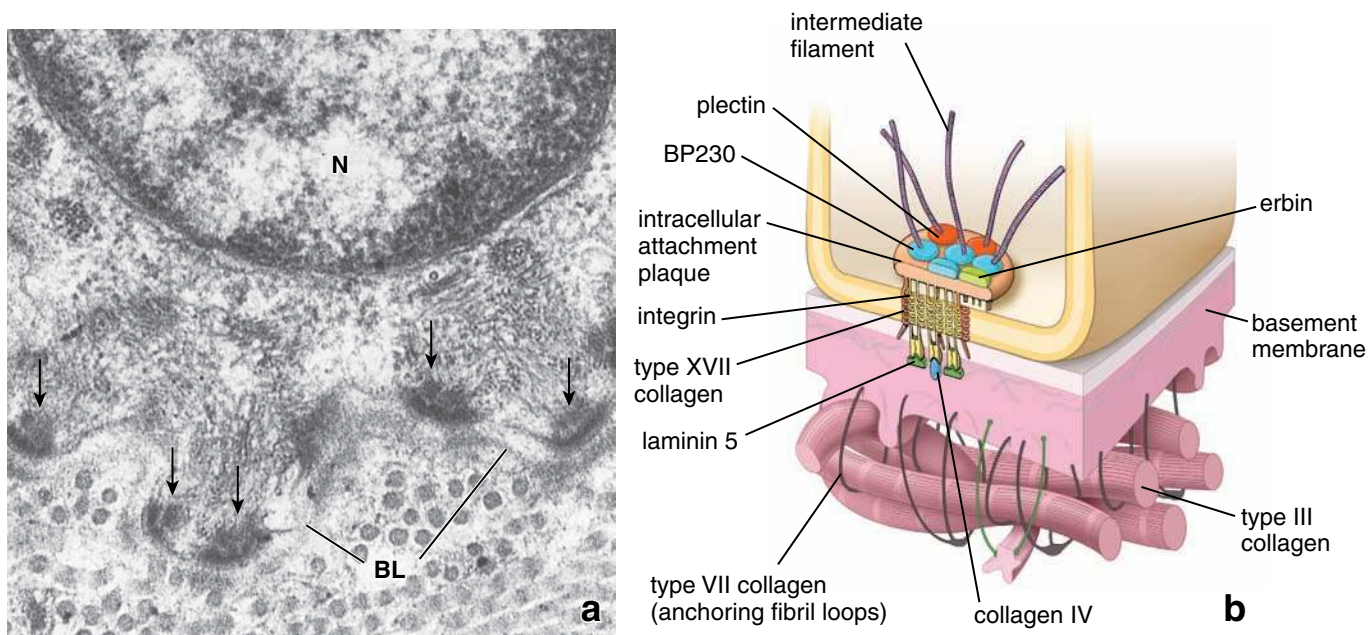 N
BL
a
intermediate
filament
plectin
BP230
intracellular
attachment
plaque
integrin
type XVII
collagen
laminin 5
type VII collagen
(anchoring fibril loops)
collagen IV
erbin
basement
membrane
type III
collagen
b